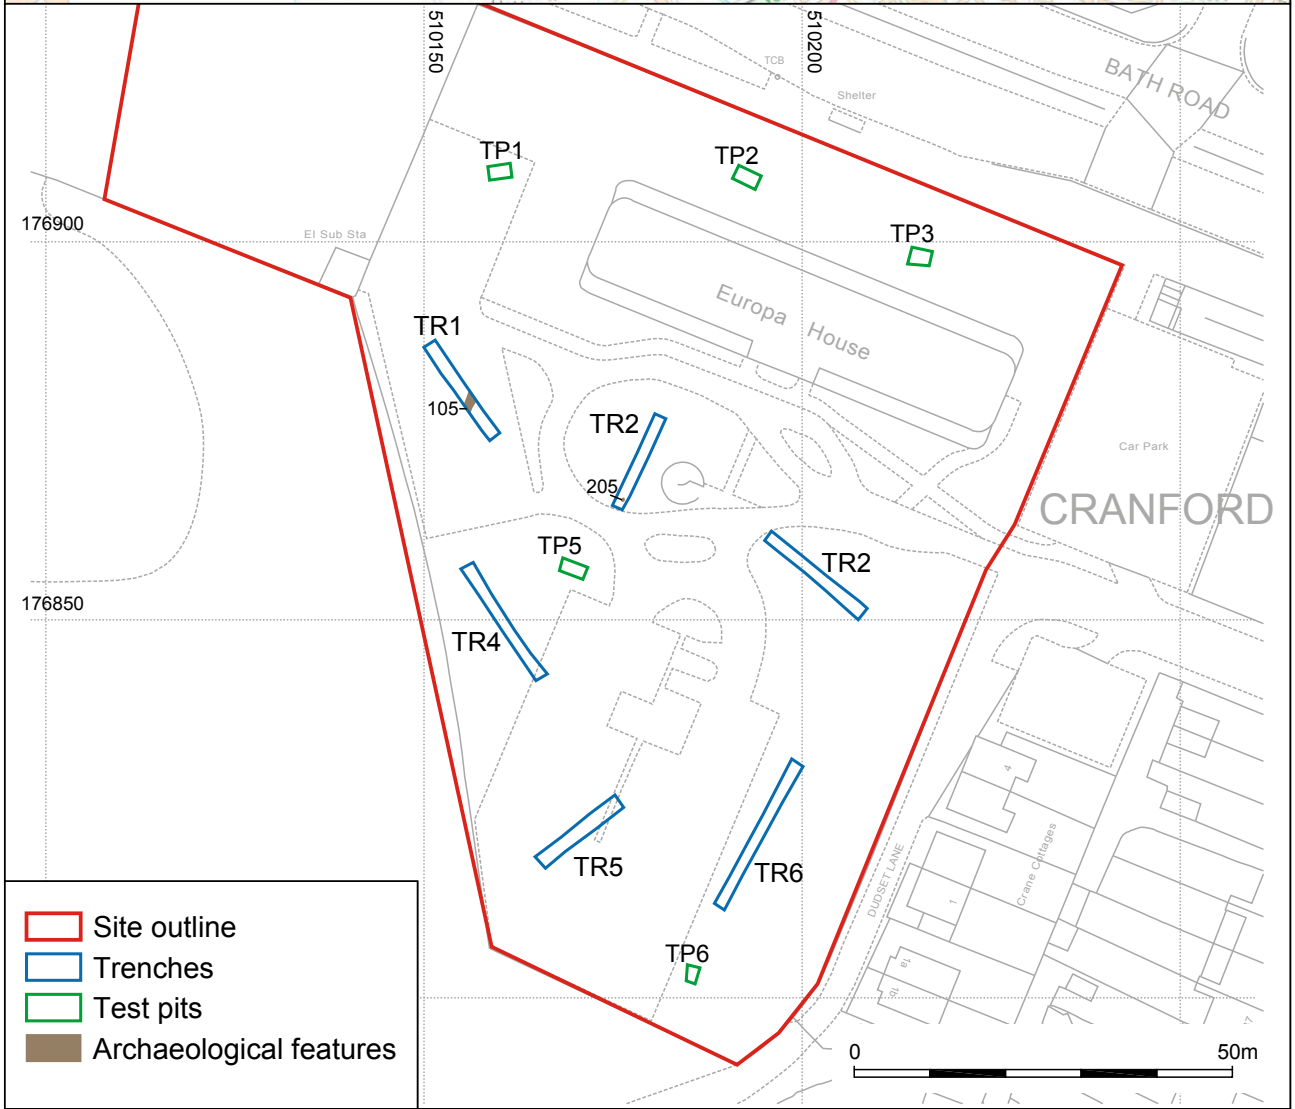 510150
510200
TCB
Shelter
BATH ROAD
TP1
TP2
TP3
176900
El Sub Sta
Europa House
TR1
105
TR2
205
Car Park
CRANFORD
TP5
TR2
176850
TR4
4
Crane Cottages
TR5
TR6
DUDSET LANE
1
1a
1b
TP6
Site outline
Trenches
Test pits
Archaeological features
0 50m